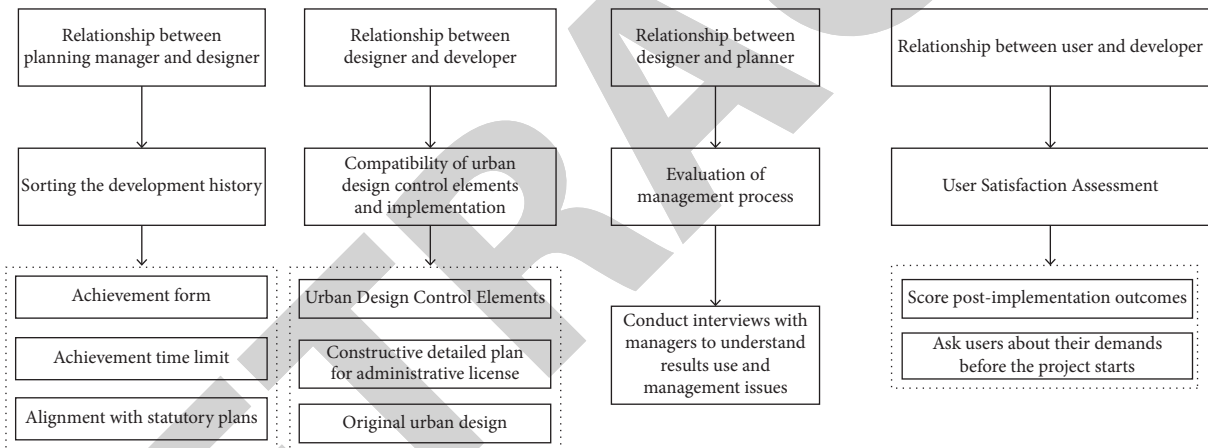 Relationship between
planning manager and designer
Relationship between
designer and developer
Relationship between
designer and planner
Relationship between user and developer
Sorting the development history
Compatibility of urban
design control elements
and implementation
Evaluation of
management process
User Satisfaction Assessment
Achievement form
Achievement time limit
Alignment with statutory plans
Urban Design Control Elements
Constructive detailed plan
for administrative license
Original urban design
Conduct interviews with
managers to understand
results use and
management issues
Score post-implementation outcomes
Ask users about their demands
before the project starts
TRAC